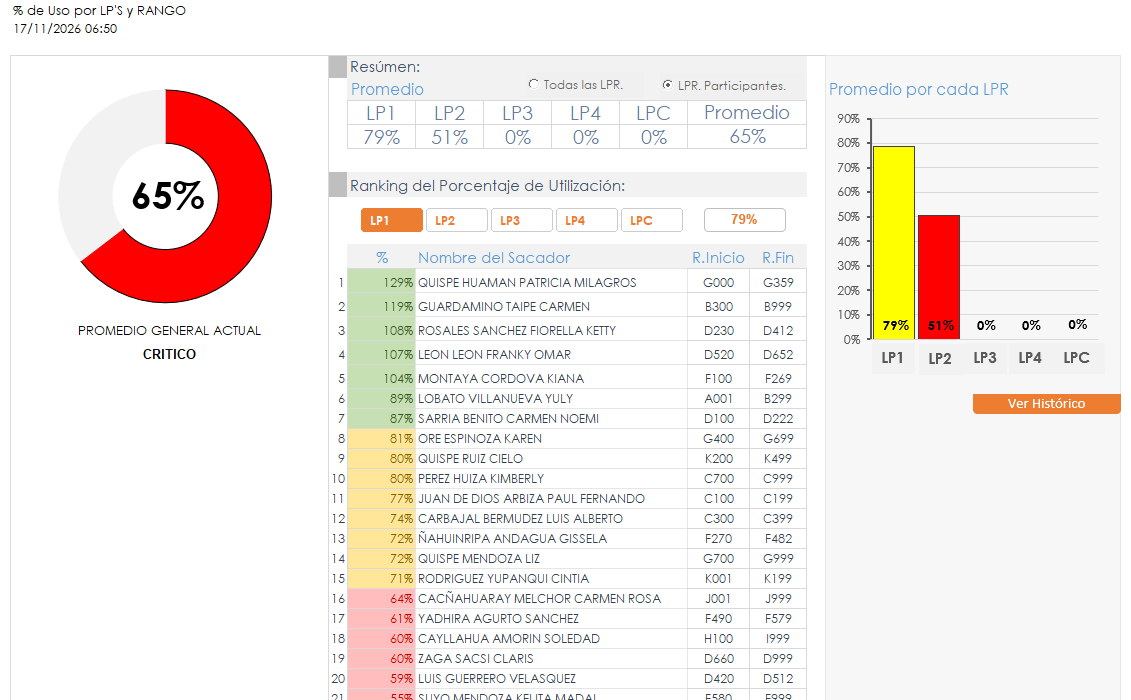 % de Uso por LP'S y RANGO
17/11/2026 06:50
65%
PROMEDIO GENERAL ACTUAL
CRITICO
Resúmen:
Promedio
Todas las LPR.
LPR. Participantes.
LP1 LP2 LP3 LP4 LPC Promedio
79% 51% 0% 0% 0% 65%
Ranking del Porcentaje de Utilización:
LP1 LP2 LP3 LP4 LPC 79%
% Nombre del Sacador R.Inicio R.Fin
1 129% QUISPE HUAMAN PATRICIA MILAGROS G000 G359
2 119% GUARDAMINO TAIPE CARMEN B300 B999
3 108% ROSALES SANCHEZ FIORELLA KETTY D230 D412
4 107% LEON LEON FRANKY OMAR D520 D652
5 104% MONTAYA CORDOVA KIANA F100 F269
6 89% LOBATO VILLANUEVA YULY A001 B299
7 87% SARRIA BENITO CARMEN NOEMI D100 D222
8 81% ORE ESPINOZA KAREN G400 G699
9 80% QUISPE RUIZ CIELO K200 K499
10 80% PEREZ HUIZA KIMBERLY C700 C999
11 77% JUAN DE DIOS ARBIZA PAUL FERNANDO C100 C199
12 74% CARBAJAL BERMUDEZ LUIS ALBERTO C300 C399
13 72% ÑAHUINRIPA ANDAGUA GISSELA F270 F482
14 72% QUISPE MENDOZA LIZ G700 G999
15 71% RODRIGUEZ YUPANQUI CINTIA K001 K199
16 64% CACÑAHUARAY MELCHOR CARMEN ROSA J001 J999
17 61% YADHIRA AGURTO SANCHEZ F490 F579
18 60% CAYLLAHUA AMORIN SOLEDAD H100 I999
19 60% ZAGA SACSI CLARIS D660 D999
20 59% LUIS GUERRERO VELASQUEZ D420 D512
21 55% SUYO MENDOZA F580 F999
Promedio por cada LPR
90%
80%
70%
60%
50%
40%
30%
20%
10%
0%
79% 51% 0% 0% 0%
LP1 LP2 LP3 LP4 LPC
Ver Histórico